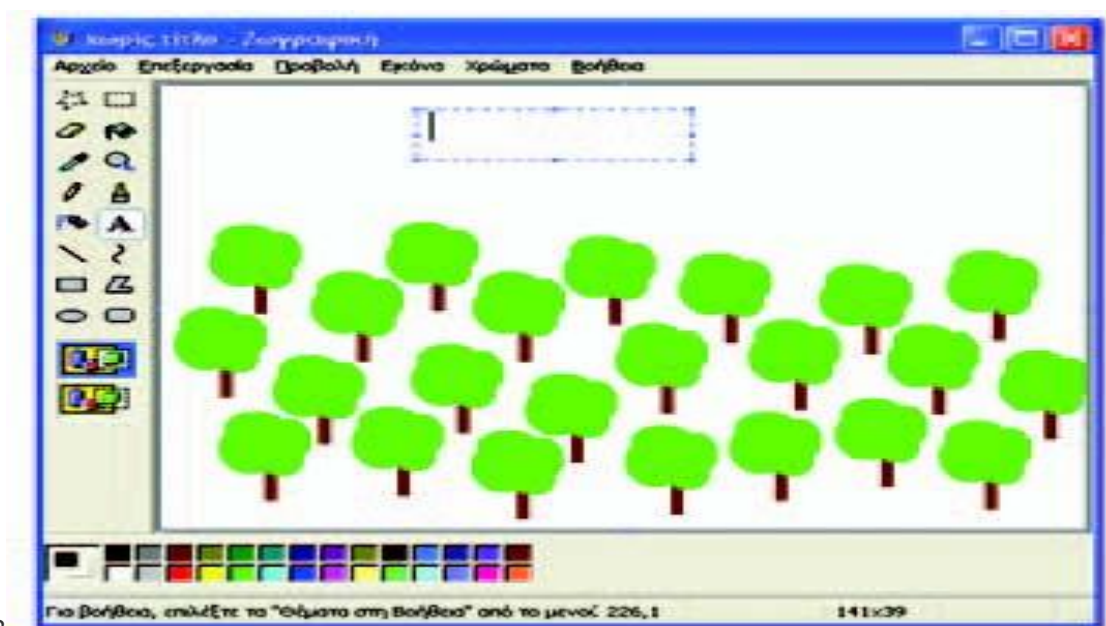 χωρίς τίτλο - Ζωγραφική
Αρχείο Επεξεργασία Προβολή Εικόνα Χρώματα Βοήθεια
A
Για βοήθεια, επιλέξτε το "Θέματα στη Βοήθεια" από το μενού 226,1 141x39